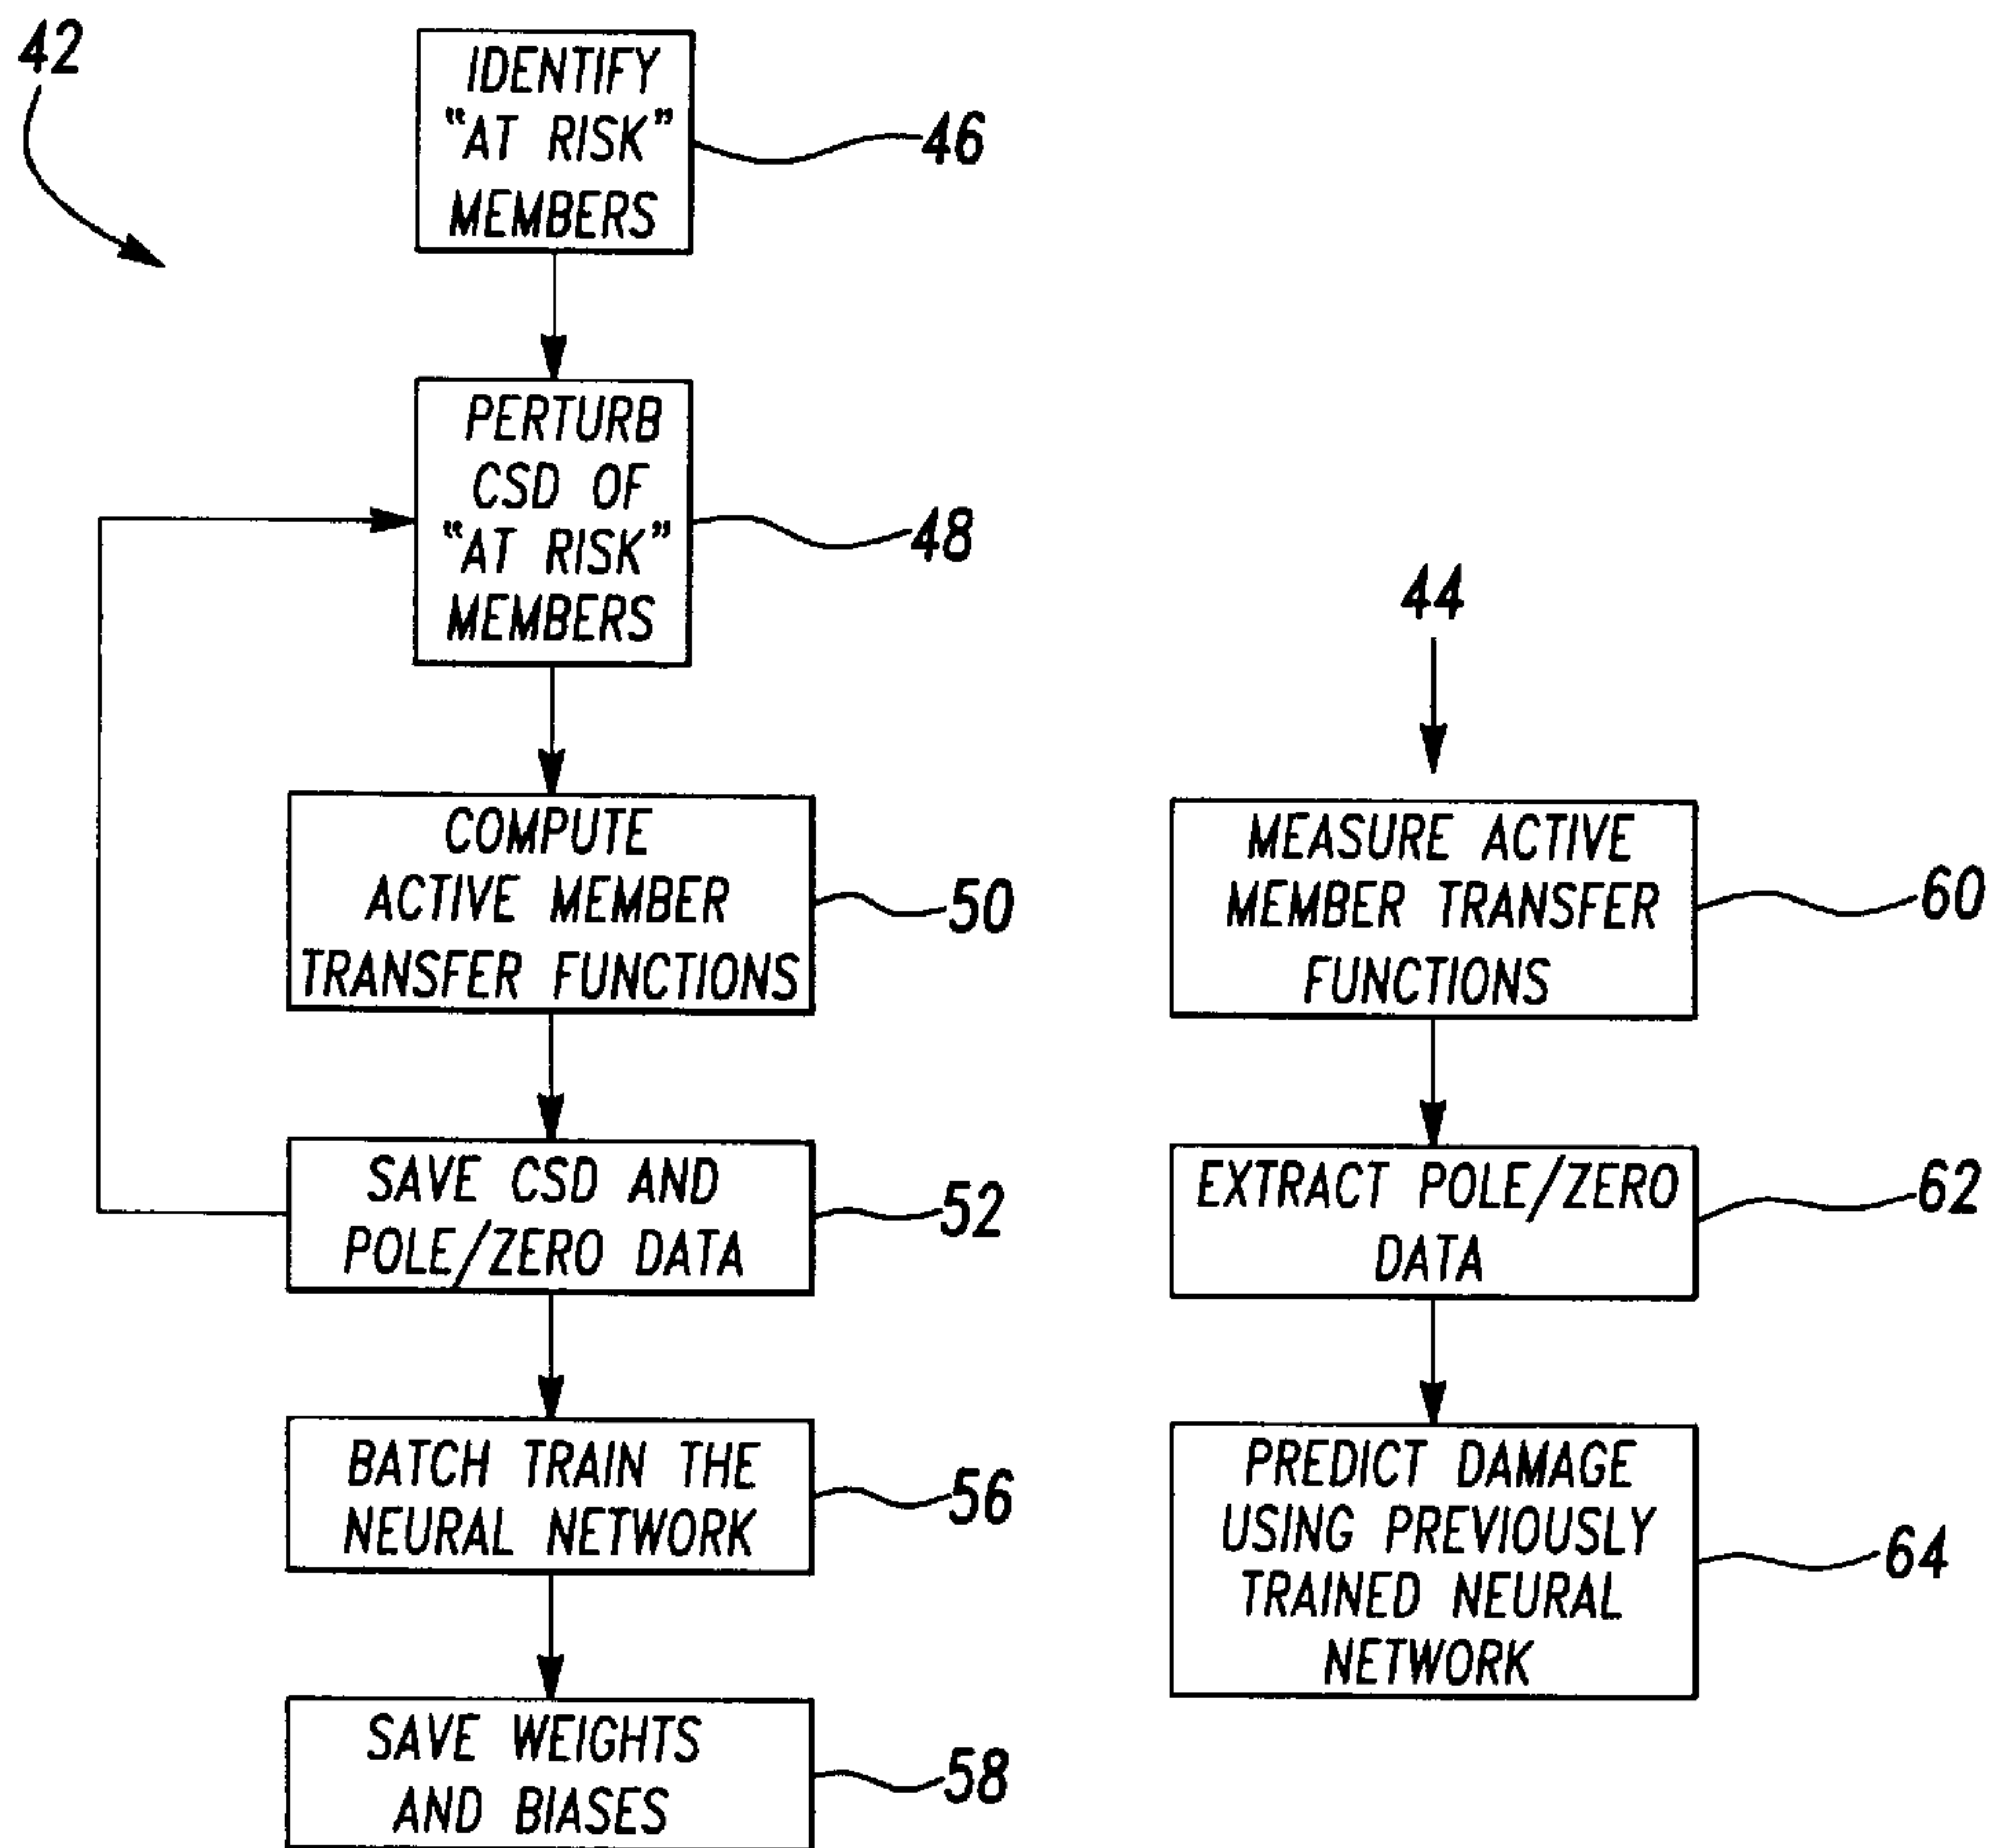 42
IDENTIFY
“AT RISK”
MEMBERS
46
PERTURB
CSD OF
“AT RISK”
MEMBERS
48
COMPUTE
ACTIVE MEMBER
TRANSFER FUNCTIONS
50
SAVE CSD AND
POLE/ZERO DATA
52
BATCH TRAIN THE
NEURAL NETWORK
56
SAVE WEIGHTS
AND BIASES
58
44
MEASURE ACTIVE
MEMBER TRANSFER
FUNCTIONS
60
EXTRACT POLE/ZERO
DATA
62
PREDICT DAMAGE
USING PREVIOUSLY
TRAINED NEURAL
NETWORK
64